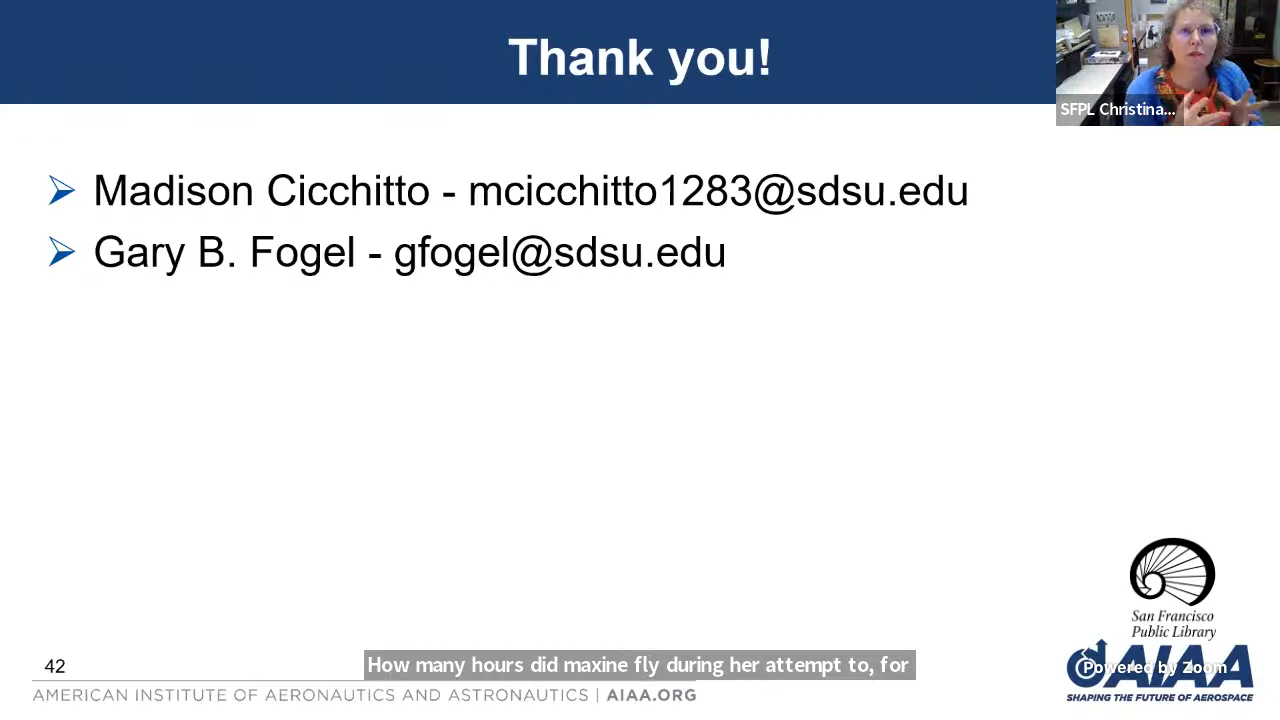 Thank you!
SFPL Christina...
Madison Cicchitto - mcicchitto1283@sdsu.edu
Gary B. Fogel - gfogel@sdsu.edu
San Francisco
Public Library
42
How many hours did maxine fly during her attempt to, for
Powered by Zoom
AIAA
SHAPING THE FUTURE OF AEROSPACE
AMERICAN INSTITUTE OF AERONAUTICS AND ASTRONAUTICS | AIAA.ORG